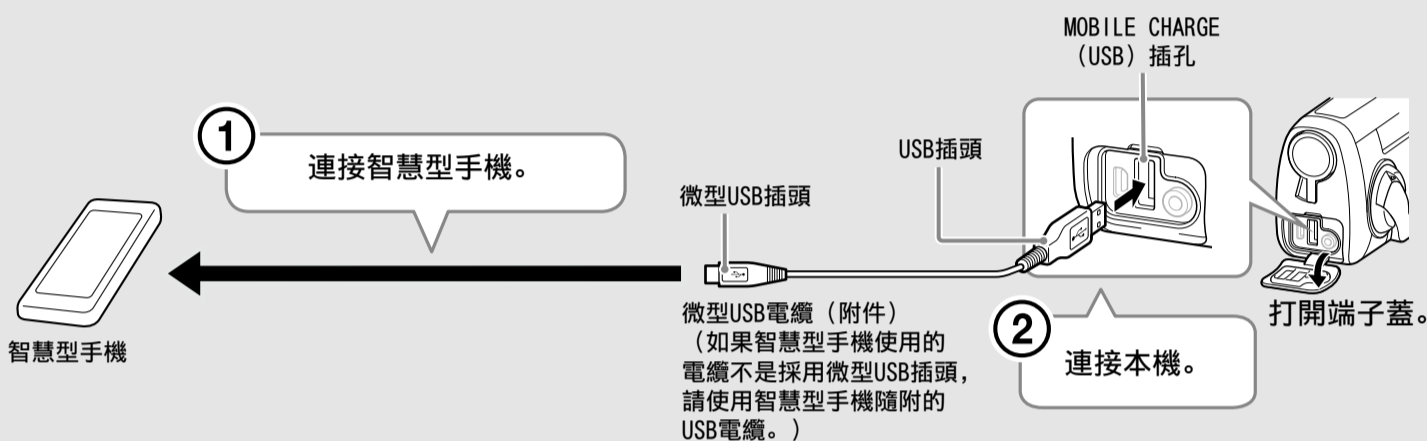 MOBILE CHARGE
（USB）插孔
①
連接智慧型手機。
USB插頭
微型USB插頭
智慧型手機
微型USB電纜（附件）
（如果智慧型手機使用的
電纜不是採用微型USB插頭，
請使用智慧型手機隨附的
USB電纜。）
②
連接本機。
打開端子蓋。